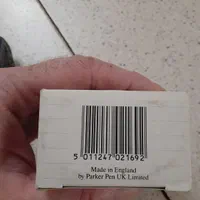 5 011247 021692
Made in England
by Parker Pen UK Limited